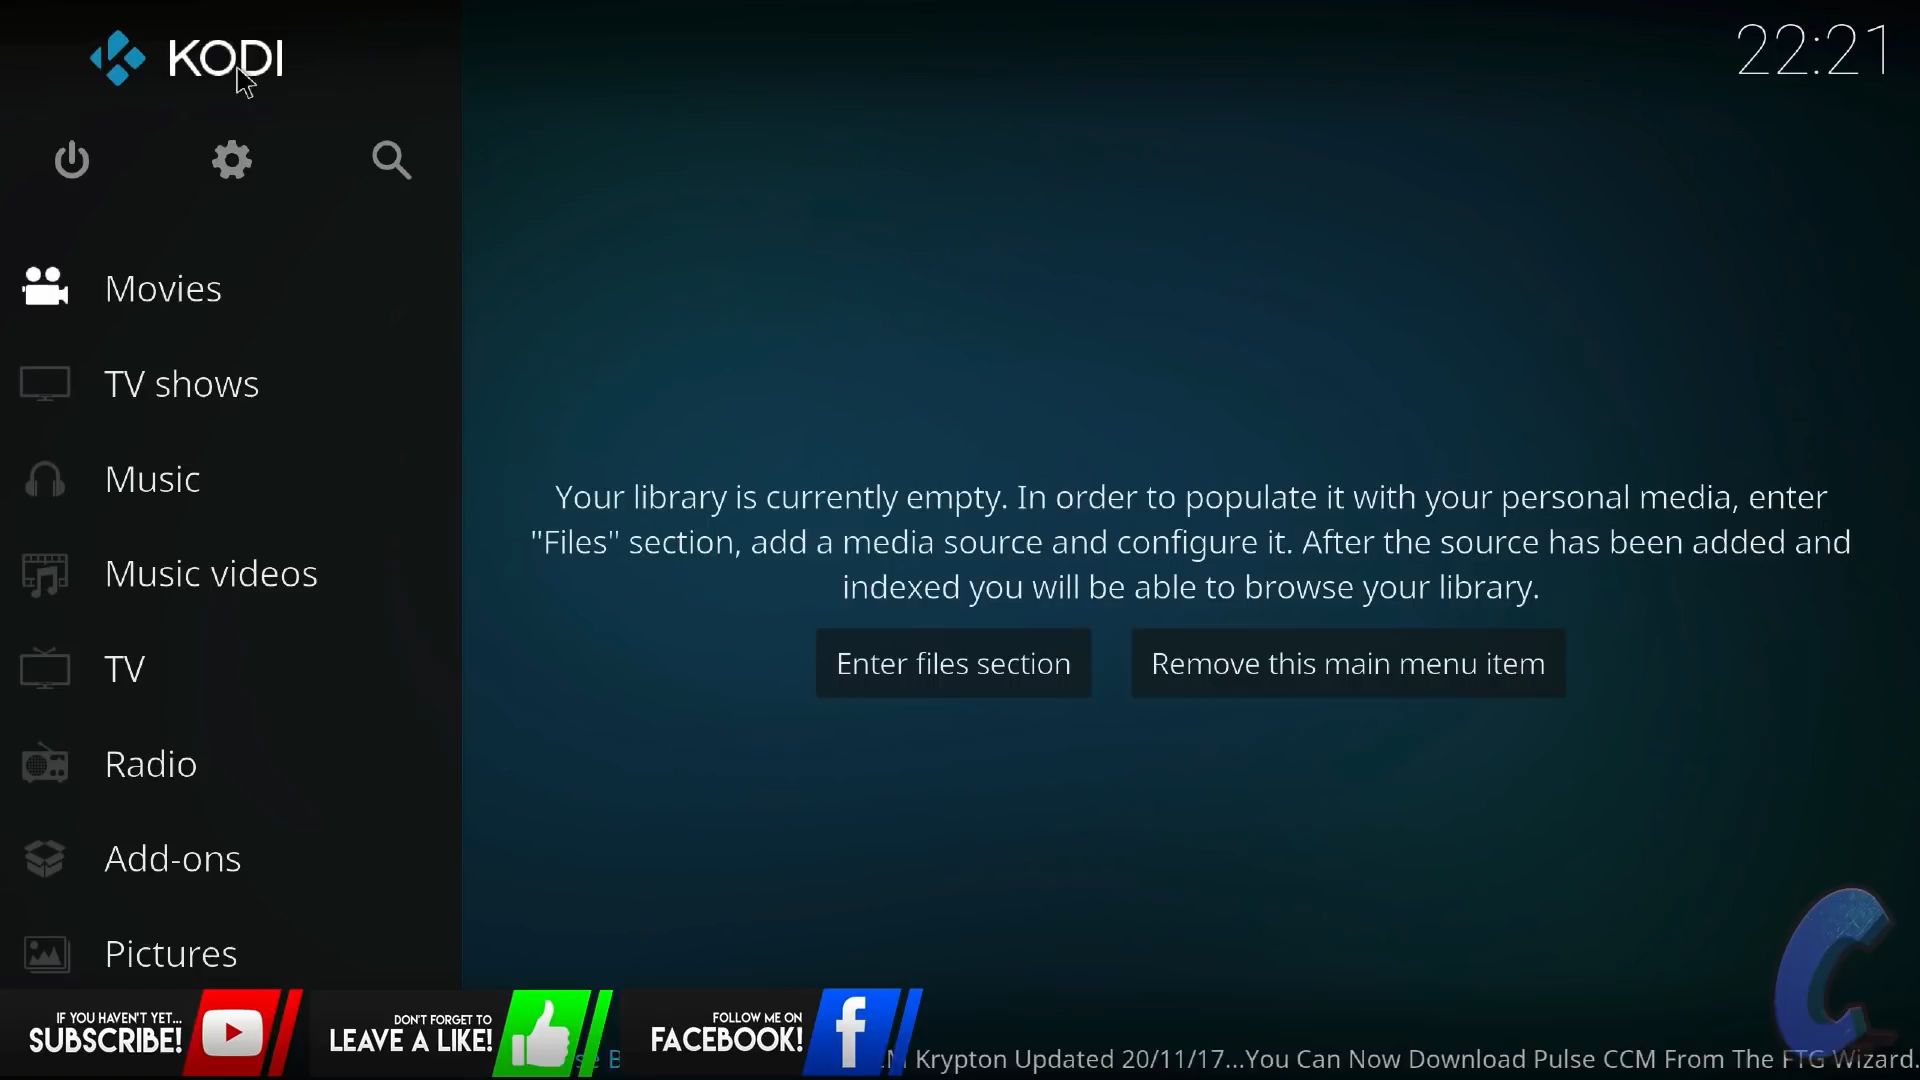 KODI
22:21
Movies
TV shows
Music
Music videos
TV
Radio
Add-ons
Pictures
Your library is currently empty. In order to populate it with your personal media, enter
"Files" section, add a media source and configure it. After the source has been added and
indexed you will be able to browse your library.
Enter files section
Remove this main menu item
IF YOU HAVEN'T YET...
SUBSCRIBE!
DON'T FORGET TO
LEAVE A LIKE!
FOLLOW ME ON
FACEBOOK!
Krypton Updated 20/11/17...You Can Now Download Pulse CCM From The FTG Wizard.
C